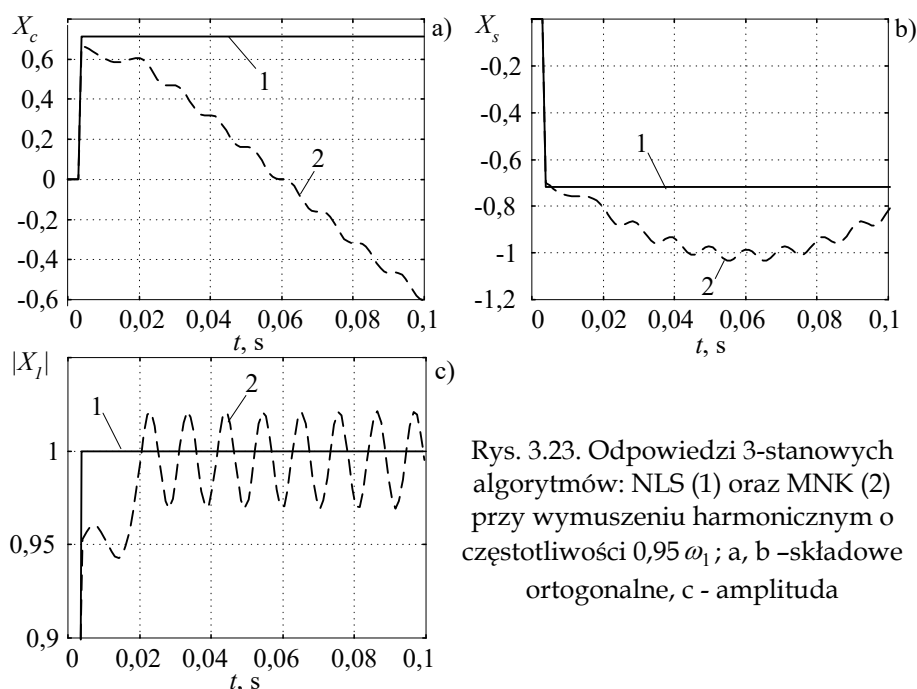 X_c
a)
0,6
0,4
0,2
0
-0,2
-0,4
-0,6
1
2
0 0,02 0,04 0,06 0,08 0,1
t, s
X_s
b)
-0,2
-0,4
-0,6
-0,8
-1
-1,2
1
2
0 0,02 0,04 0,06 0,08 0,1
t, s
|X_1|
c)
1
0,95
0,9
1
2
0 0,02 0,04 0,06 0,08 0,1
t, s
Rys. 3.23. Odpowiedzi 3-stanowych
algorytmów: NLS (1) oraz MNK (2)
przy wymuszeniu harmonicznym o
częstotliwości 0,95 ω₁; a, b –składowe
ortogonalne, c - amplituda